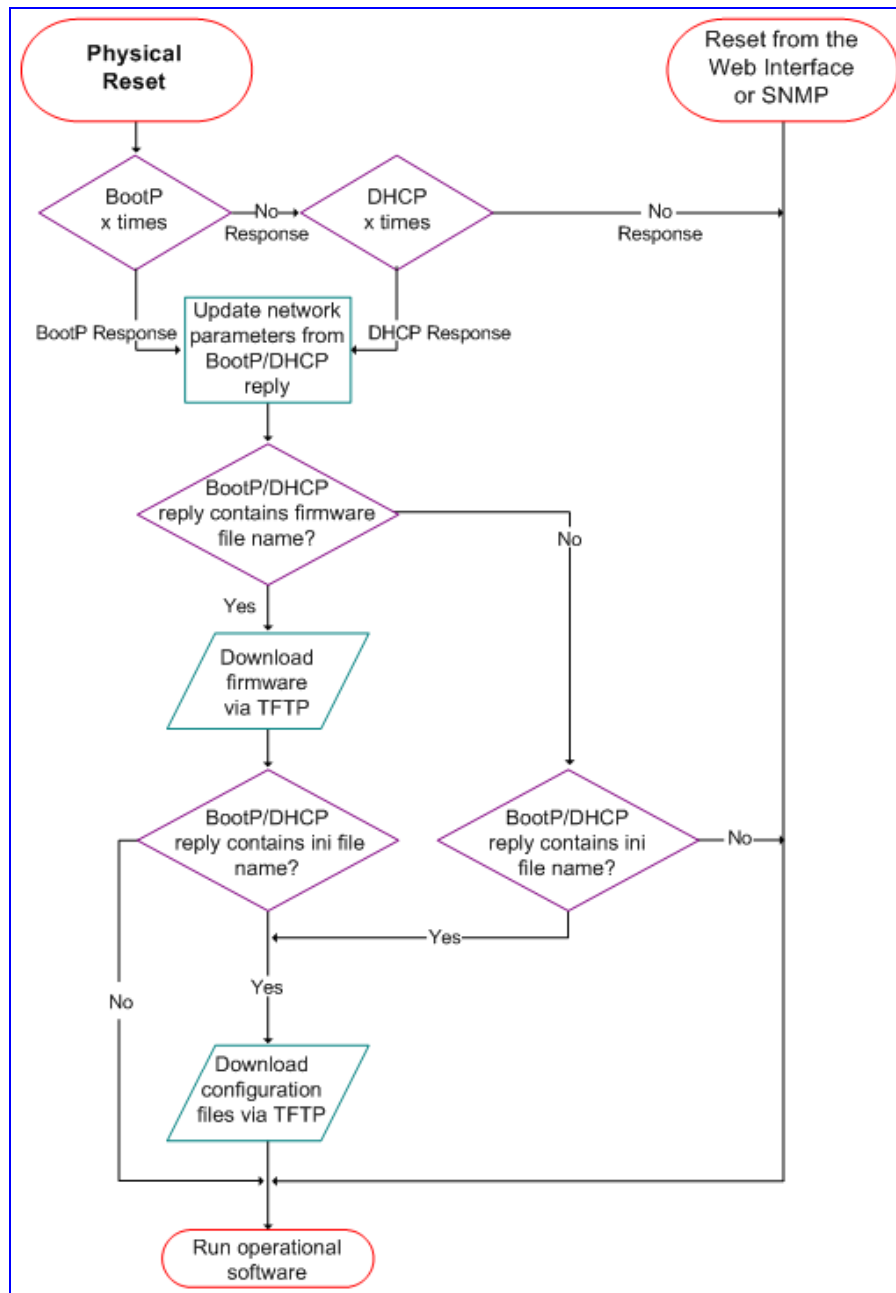 Physical
Reset
Reset from the
Web Interface
or SNMP
BootP
x times
No
Response
DHCP
x times
No
Response
BootP Response
Update network
parameters from
BootP/DHCP
reply
DHCP Response
BootP/DHCP
reply contains firmware
file name?
No
Yes
Download
firmware
via TFTP
BootP/DHCP
reply contains ini file
name?
BootP/DHCP
reply contains ini
file name?
No
Yes
No
Yes
Download
configuration
files via TFTP
Run operational
software